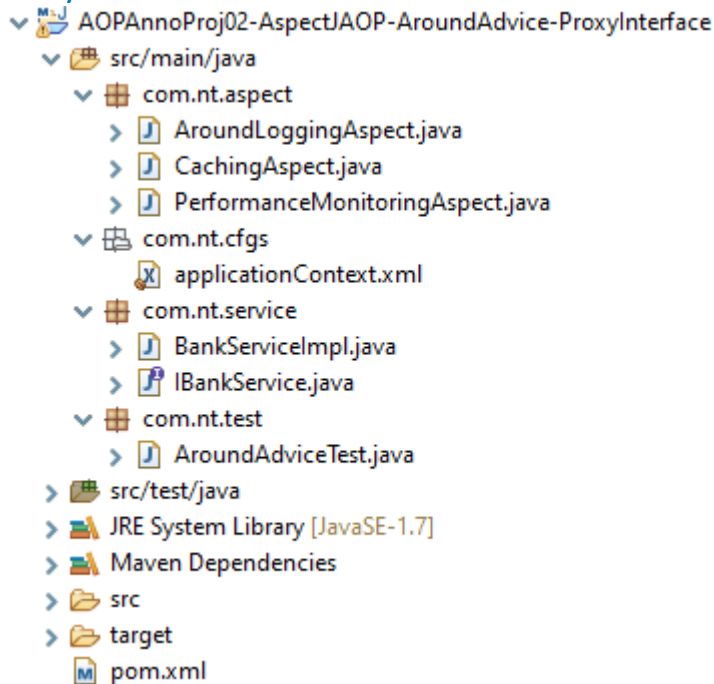 AOPAnnoProj02-AspectJAOP-AroundAdvice-ProxyInterface
src/main/java
com.nt.aspect
AroundLoggingAspect.java
CachingAspect.java
PerformanceMonitoringAspect.java
com.nt.cfgs
applicationContext.xml
com.nt.service
BankServiceImpl.java
IBankService.java
com.nt.test
AroundAdviceTest.java
src/test/java
JRE System Library [JavaSE-1.7]
Maven Dependencies
src
target
pom.xml